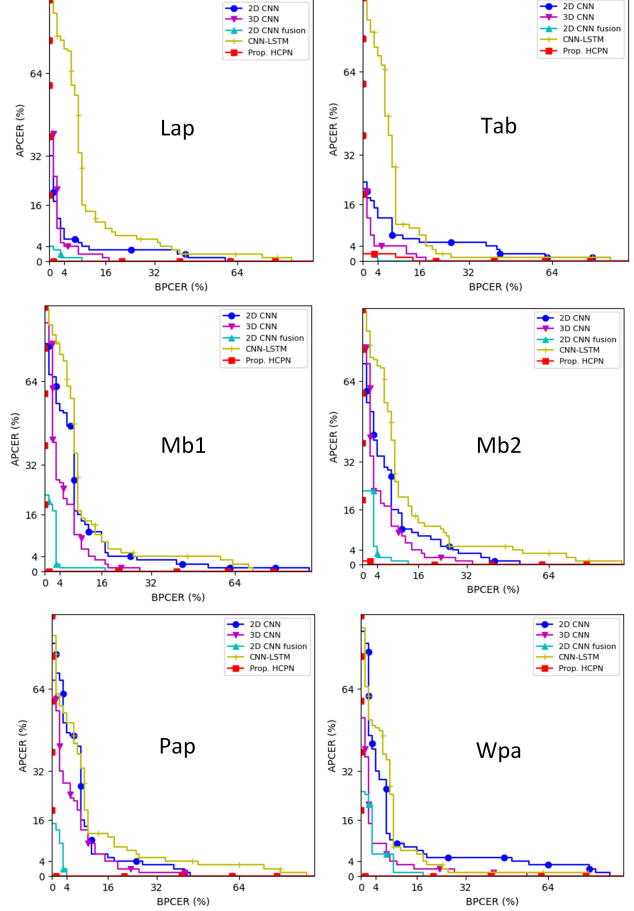 2D CNN
3D CNN
2D CNN fusion
CNN-LSTM
Prop. HCPN
Lap
APCER (%)
64
32
16
4
0
0 4 16 32 64
BPCER (%)
2D CNN
3D CNN
2D CNN fusion
CNN-LSTM
Prop. HCPN
Tab
APCER (%)
64
32
16
4
0
0 4 16 32 64
BPCER (%)
2D CNN
3D CNN
2D CNN fusion
CNN-LSTM
Prop. HCPN
Mb1
APCER (%)
64
32
16
4
0
0 4 16 32 64
BPCER (%)
2D CNN
3D CNN
2D CNN fusion
CNN-LSTM
Prop. HCPN
Mb2
APCER (%)
64
32
16
4
0
0 4 16 32 64
BPCER (%)
2D CNN
3D CNN
2D CNN fusion
CNN-LSTM
Prop. HCPN
Pap
APCER (%)
64
32
16
4
0
0 4 16 32 64
BPCER (%)
2D CNN
3D CNN
2D CNN fusion
CNN-LSTM
Prop. HCPN
Wpa
APCER (%)
64
32
16
4
0
0 4 16 32 64
BPCER (%)